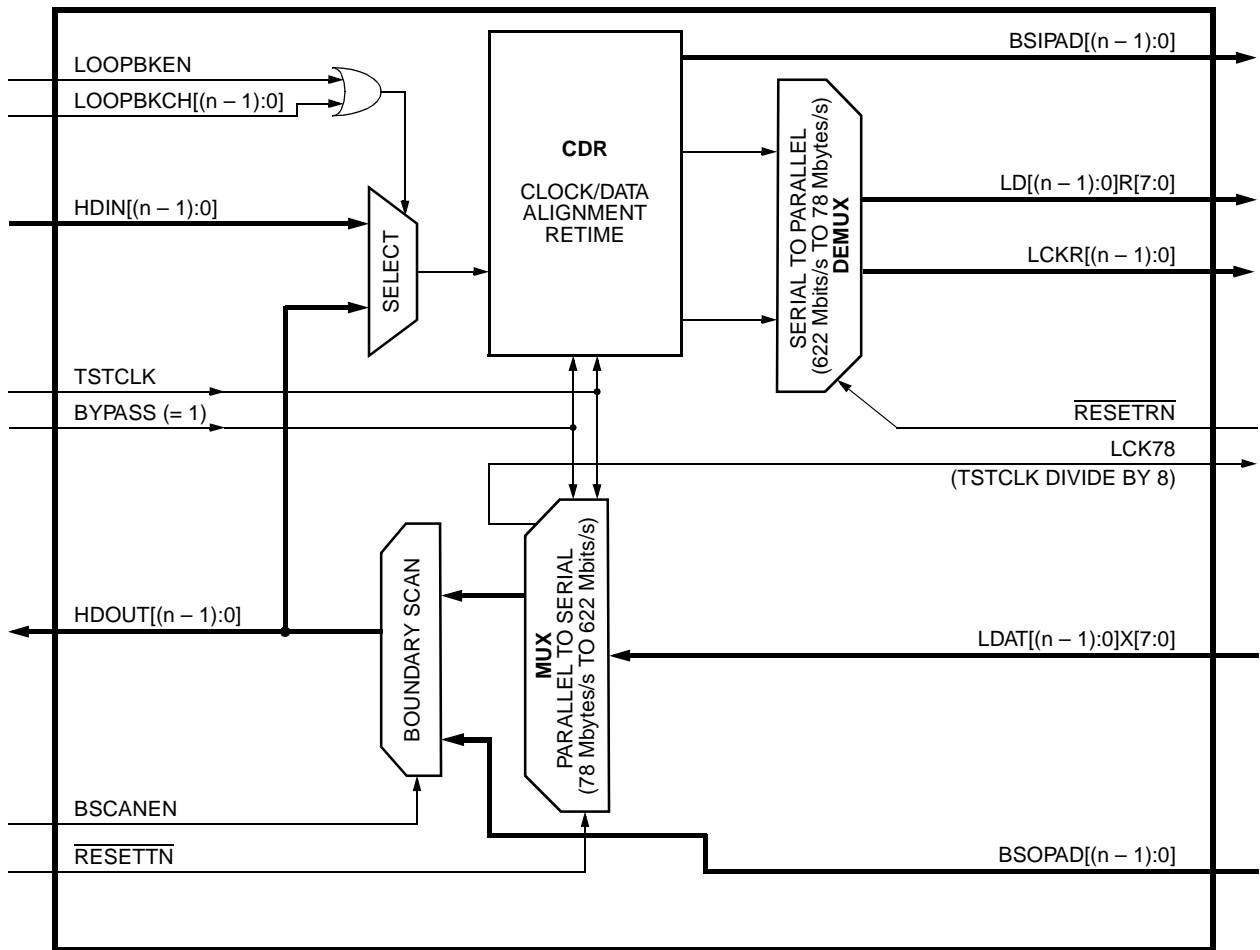 BSIPAD[(n – 1):0]
LOOPBKEN
LOOPBKCH[(n – 1):0]
CDR
CLOCK/DATA
ALIGNMENT
RETIME
SERIAL TO PARALLEL
(622 Mbits/s TO 78 Mbytes/s)
DEMUX
LD[(n – 1):0]R[7:0]
HDIN[(n – 1):0]
SELECT
LCKR[(n – 1):0]
TSTCLK
BYPASS (= 1)
RESETRN
LCK78
(TSTCLK DIVIDE BY 8)
BOUNDARY SCAN
MUX
PARALLEL TO SERIAL
(78 Mbytes/s TO 622 Mbits/s)
HDOUT[(n – 1):0]
LDAT[(n – 1):0]X[7:0]
BSCANEN
RESETTN
BSOPAD[(n – 1):0]